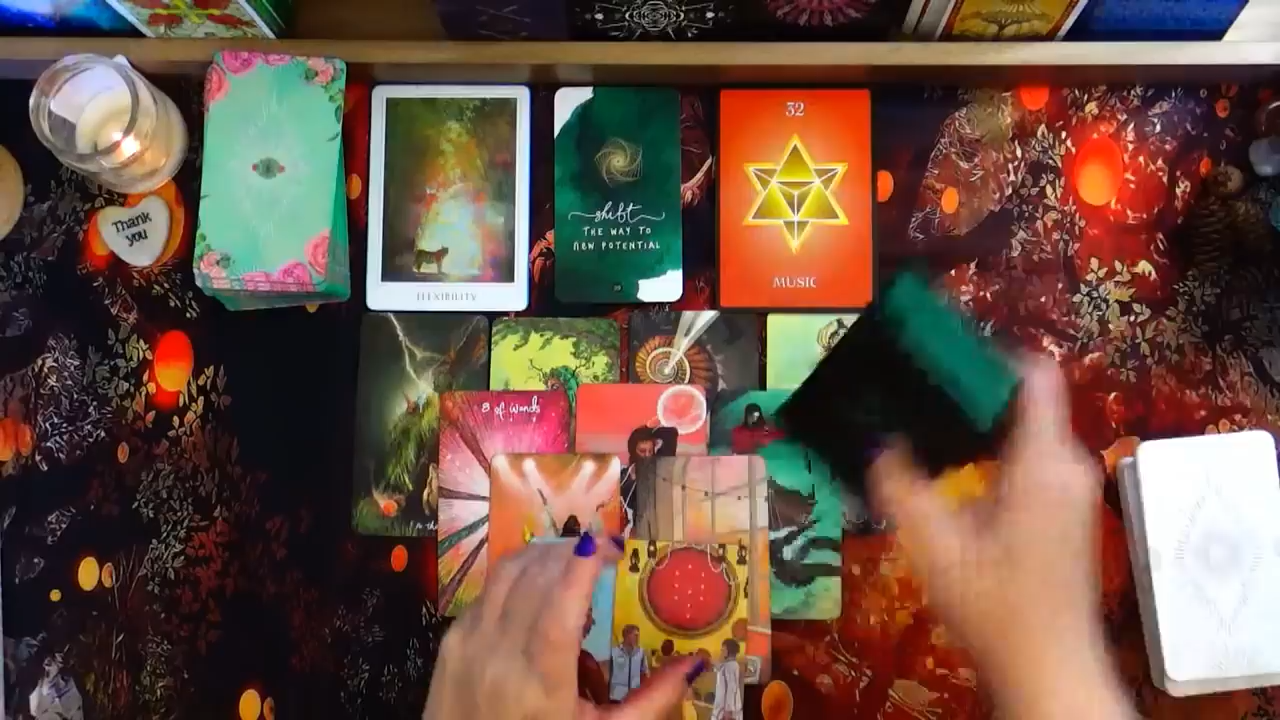 Thank
you
FLEXIBILITY
shift
THE WAY TO
new POTENTIAL
32
MUSIC
8 of Wands